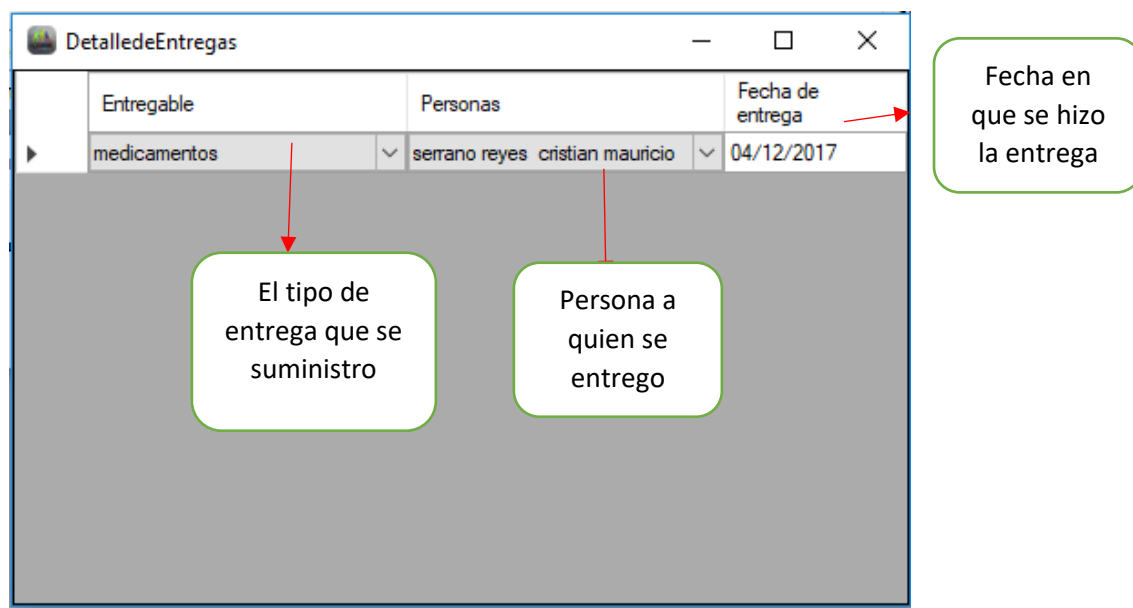 DetalledeEntregas
Entregable
Personas
Fecha de
entrega
medicamentos
serrano reyes cristian mauricio
04/12/2017
Fecha en
que se hizo
la entrega
El tipo de
entrega que se
suministro
Persona a
quien se
entrego